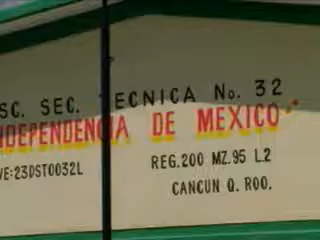 SC. SEC. TECNICA No. 32
NDEPENDENCIA DE MEXICO
VE:23DST0032L
REG.200 MZ.95 L2
CANCUN Q. ROO.